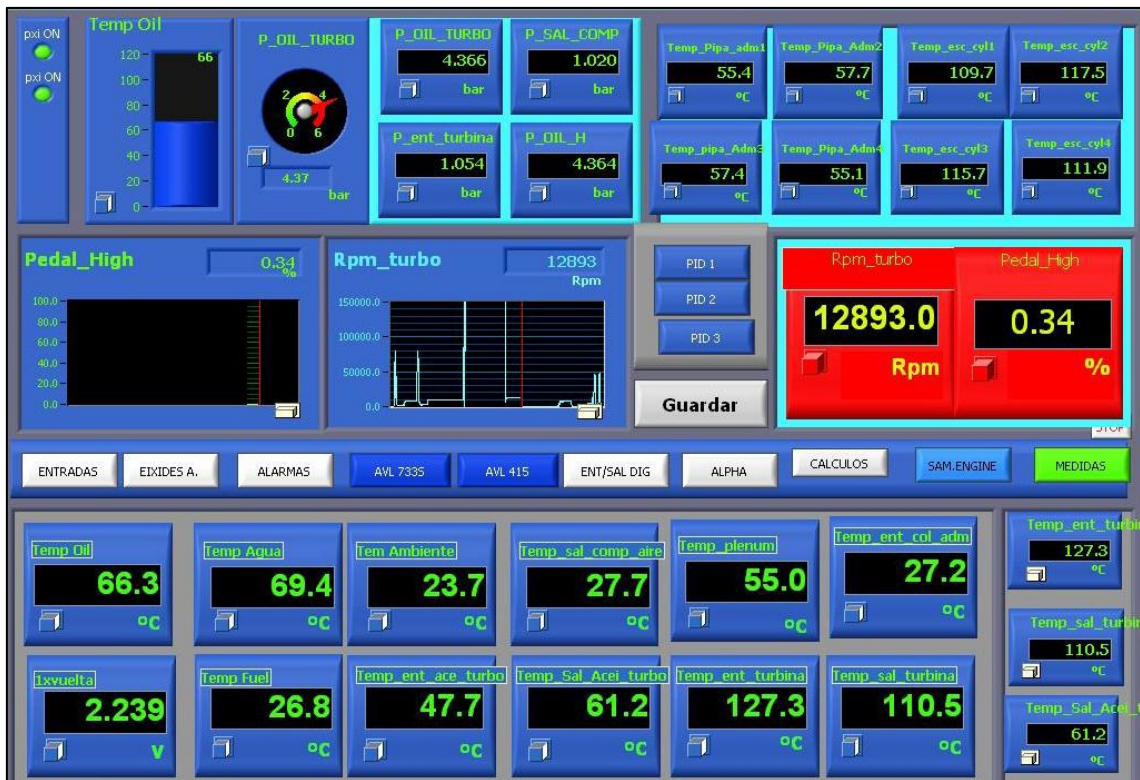 pxi ON
pxi ON
Temp Oil
66
120
100
80
60
40
20
0
P_OIL_TURBO
2
4
0
6
4.37
bar
P_OIL_TURBO
4.366
bar
P_SAL_COMP
1.020
bar
P_ent_turbina
1.054
bar
P_OIL_H
4.364
bar
Temp_Pipa_adm1
55.4
ºC
Temp_Pipa_Adm2
57.7
ºC
Temp_esc_cyl1
109.7
ºC
Temp_esc_cyl2
117.5
ºC
Temp_pipa_Adm3
57.4
ºC
Temp_Pipa_Adm4
55.1
ºC
Temp_esc_cyl3
115.7
ºC
Temp_esc_cyl4
111.9
ºC
Pedal_High
0.34
%
100.0
80.0
60.0
40.0
20.0
0.0
Rpm_turbo
12893
Rpm
150000.0
100000.0
50000.0
0.0
PID 1
PID 2
PID 3
Guardar
Rpm_turbo
12893.0
Rpm
Pedal_High
0.34
%
STOP
ENTRADAS
EIXIDES A.
ALARMAS
AVL 733S
AVL 415
ENT/SAL DIG
ALPHA
CALCULOS
SAM.ENGINE
MEDIDAS
Temp Oil
66.3
ºC
Temp Agua
69.4
ºC
Tem Ambiente
23.7
ºC
Temp_sal_comp_aire
27.7
ºC
Temp_plenum
55.0
ºC
Temp_ent_col_adm
27.2
ºC
Temp_ent_turbin
127.3
ºC
1xvuelta
2.239
V
Temp Fuel
26.8
ºC
Temp_ent_ace_turbo
47.7
ºC
Temp_Sal_Acei_turbo
61.2
ºC
Temp_ent_turbina
127.3
ºC
Temp_sal_turbina
110.5
ºC
Temp_sal_turbin
110.5
ºC
Temp_Sal_Acei_t
61.2
ºC